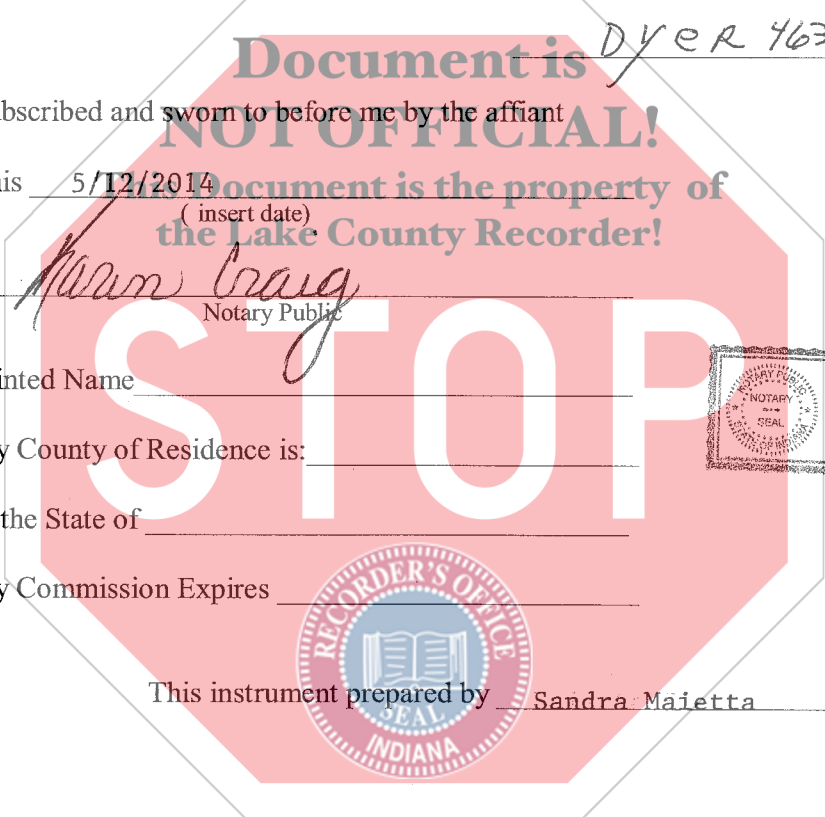 Dyer 463
Document is
bscribed and sworn to before me by the affiant
NOT OFFICIAL!
is 5/12/2014
This Document is the property of
( insert date)
the Lake County Recorder!
Karin Craig
Notary Public
STOP
inted Name
NOTARY PUBLIC
NOTARY
SEAL
STATE OF INDIANA
y County of Residence is:
the State of
y Commission Expires
RECORDER'S OFFICE
SEAL
INDIANA
This instrument prepared by Sandra Maietta